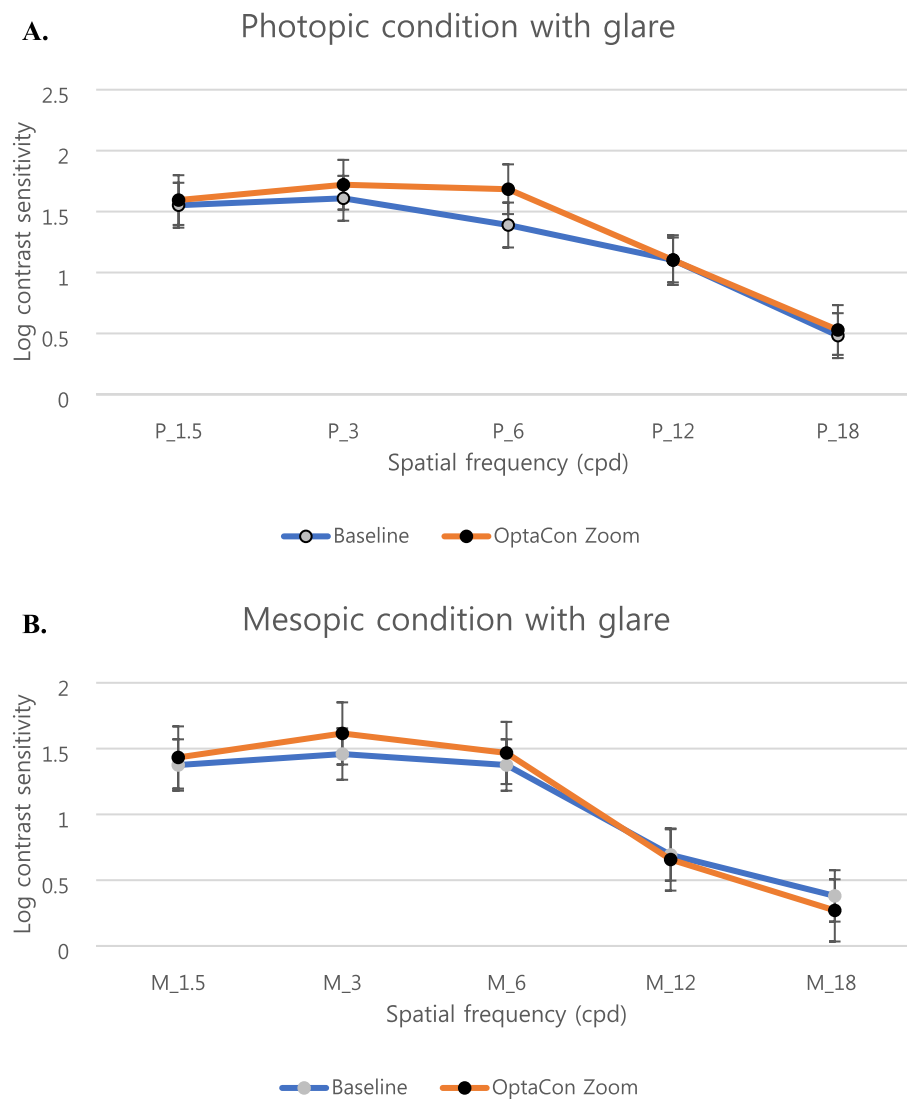 A.
Photopic condition with glare
Log contrast sensitivity
2.5
2
1.5
1
0.5
0
P_1.5 P_3 P_6 P_12 P_18
Spatial frequency (cpd)
Baseline OptaCon Zoom
B.
Mesopic condition with glare
Log contrast sensitivity
2
1.5
1
0.5
0
M_1.5 M_3 M_6 M_12 M_18
Spatial frequency (cpd)
Baseline OptaCon Zoom